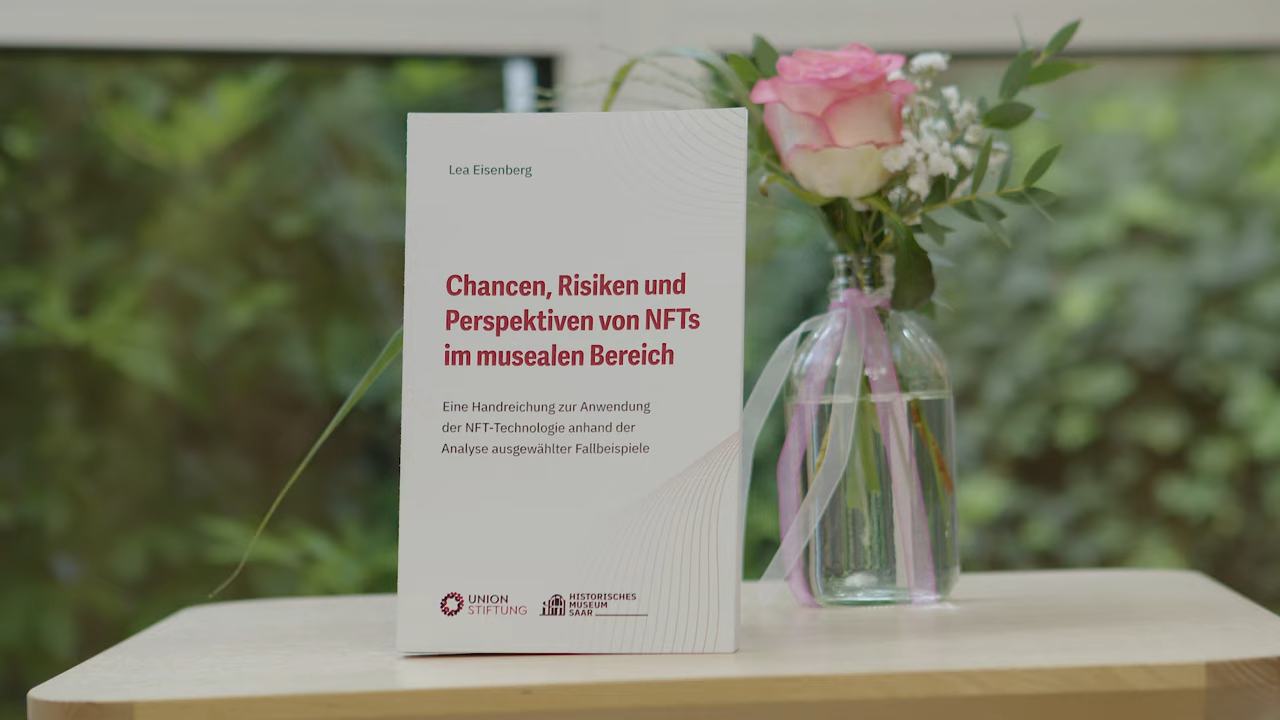 Lea Eisenberg
Chancen, Risiken und
Perspektiven von NFTs
im musealen Bereich
Eine Handreichung zur Anwendung
der NFT-Technologie anhand der
Analyse ausgewählter Fallbeispiele
UNION
STIFTUNG
HISTORISCHES
MUSEUM
SAAR